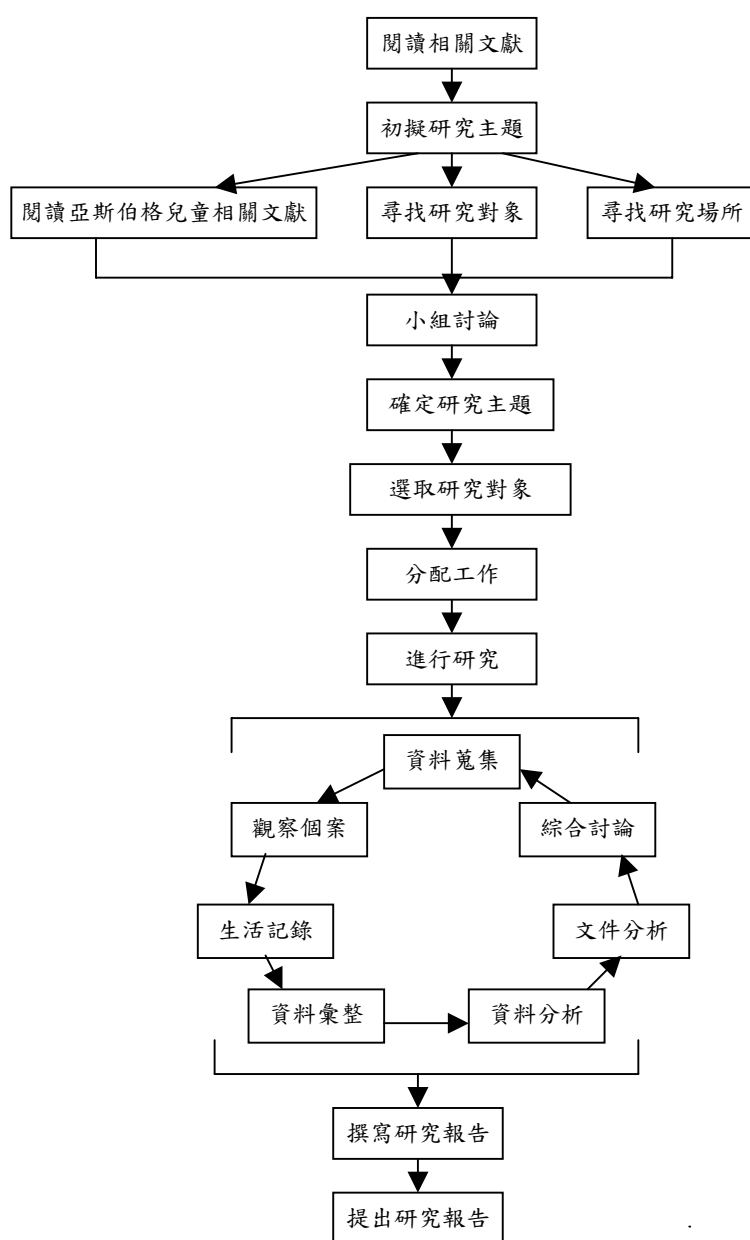 閱讀相關文獻
初擬研究主題
閱讀亞斯伯格兒童相關文獻
尋找研究對象
尋找研究場所
小組討論
確定研究主題
選取研究對象
分配工作
進行研究
資料蒐集
觀察個案
綜合討論
生活記錄
文件分析
資料彙整
資料分析
撰寫研究報告
提出研究報告
.